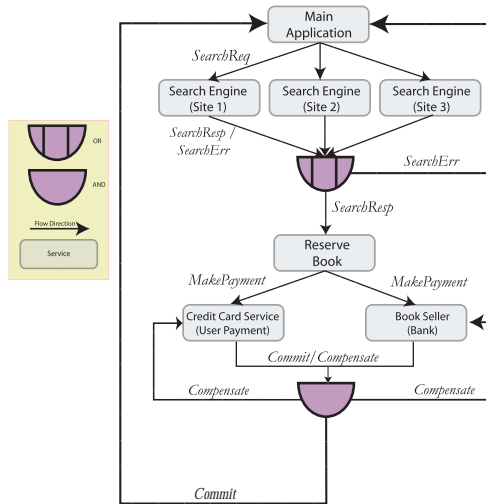 Main
Application
SearchReq
Search Engine
(Site 1)
Search Engine
(Site 2)
Search Engine
(Site 3)
SearchResp /
SearchErr
OR
SearchErr
AND
SearchResp
Flow Direction
Service
Reserve
Book
MakePayment
MakePayment
Credit Card Service
(User Payment)
Book Seller
(Bank)
Commit/Compensate
Compensate
Compensate
Commit